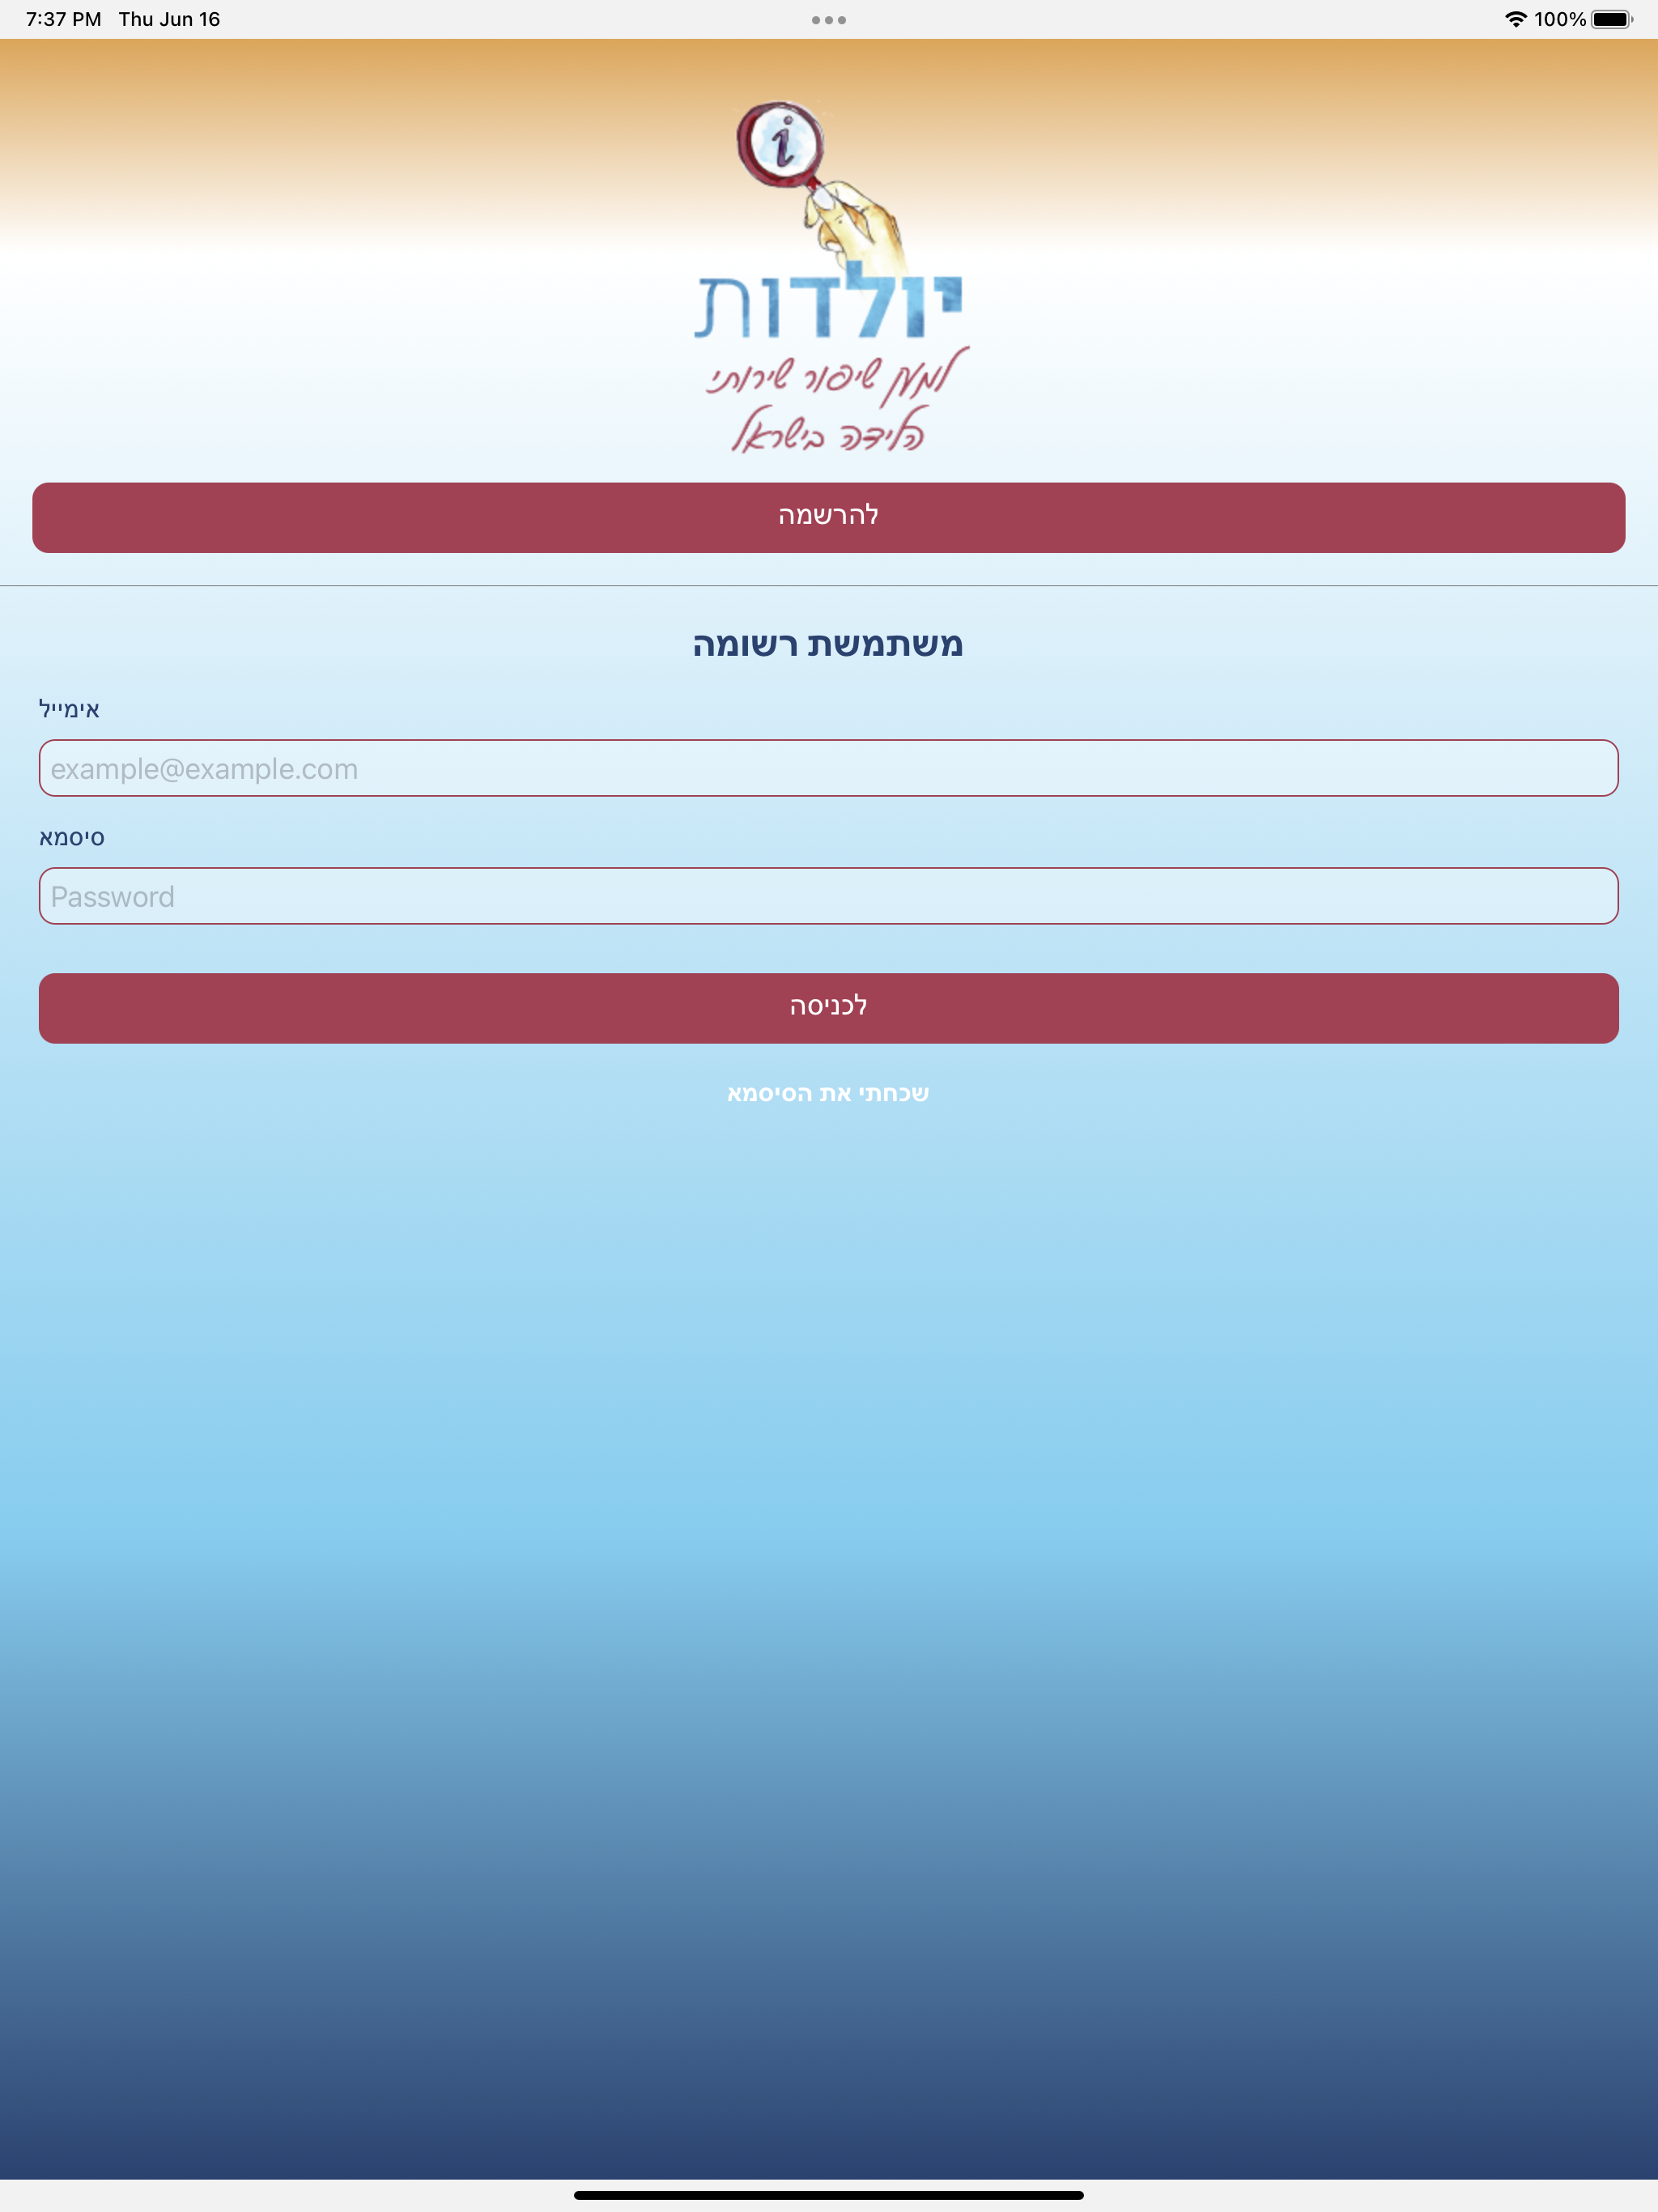 7:37 PM Thu Jun 16
100%
i
יולדות
למען שיפור שירותי
הלידה בישראל
להרשמה
משתמשת רשומה
אימייל
example@example.com
סיסמא
Password
לכניסה
שכחתי את הסיסמא